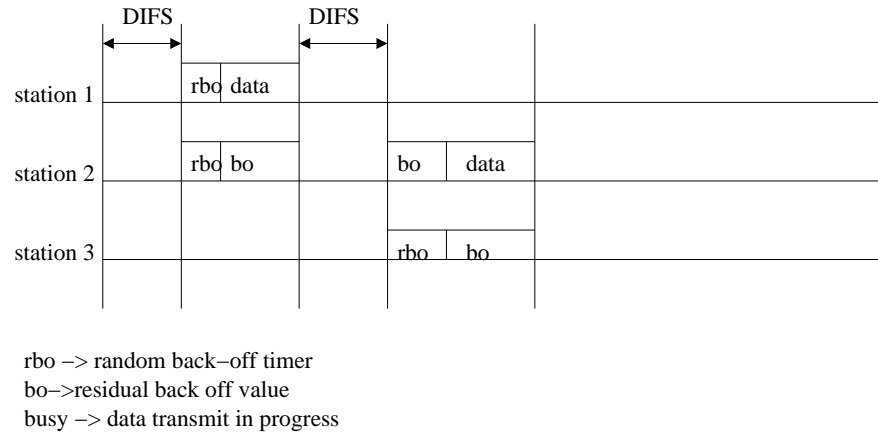 DIFS DIFS
station 1 rbo data
station 2 rbo bo bo data
station 3 rbo bo
rbo −> random back−off timer
bo−>residual back off value
busy −> data transmit in progress